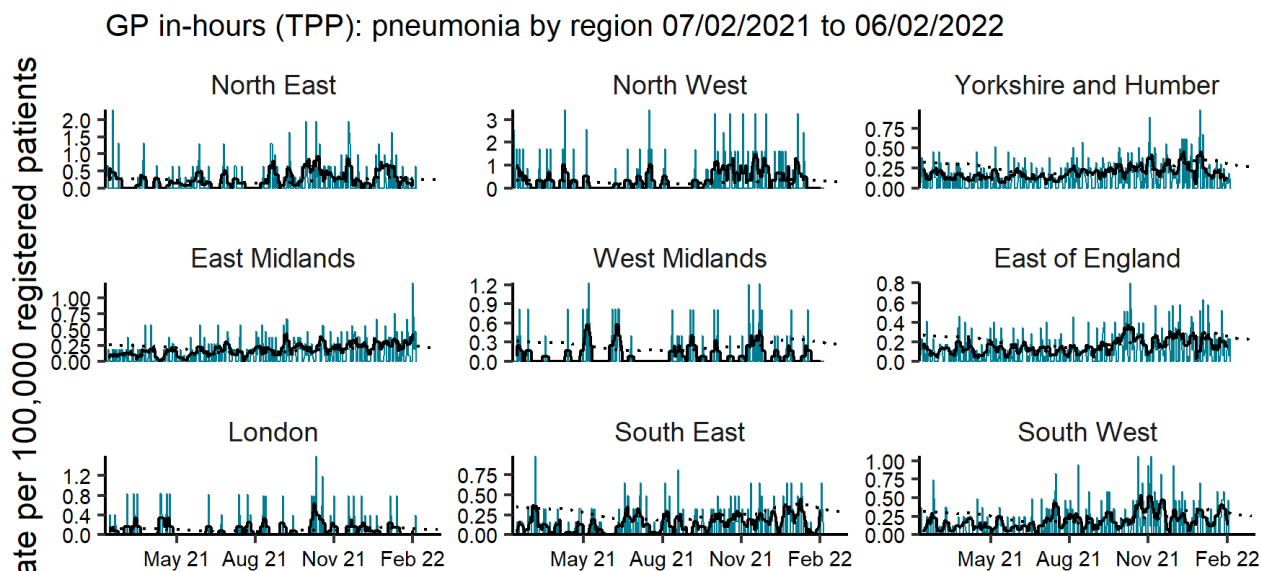 GP in-hours (TPP): pneumonia by region 07/02/2021 to 06/02/2022
per 100,000 registered patients
North East
North West
Yorkshire and Humber
2.0
1.5
1.0
0.5
0.0
3
2
1
0
0.75
0.50
0.25
0.00
East Midlands
West Midlands
East of England
1.00
0.75
0.50
0.25
0.00
1.2
0.9
0.6
0.3
0.0
0.8
0.6
0.4
0.2
0.0
London
South East
South West
1.2
0.8
0.4
0.0
0.75
0.50
0.25
0.00
1.00
0.75
0.50
0.25
0.00
May 21 Aug 21 Nov 21 Feb 22
May 21 Aug 21 Nov 21 Feb 22
May 21 Aug 21 Nov 21 Feb 22